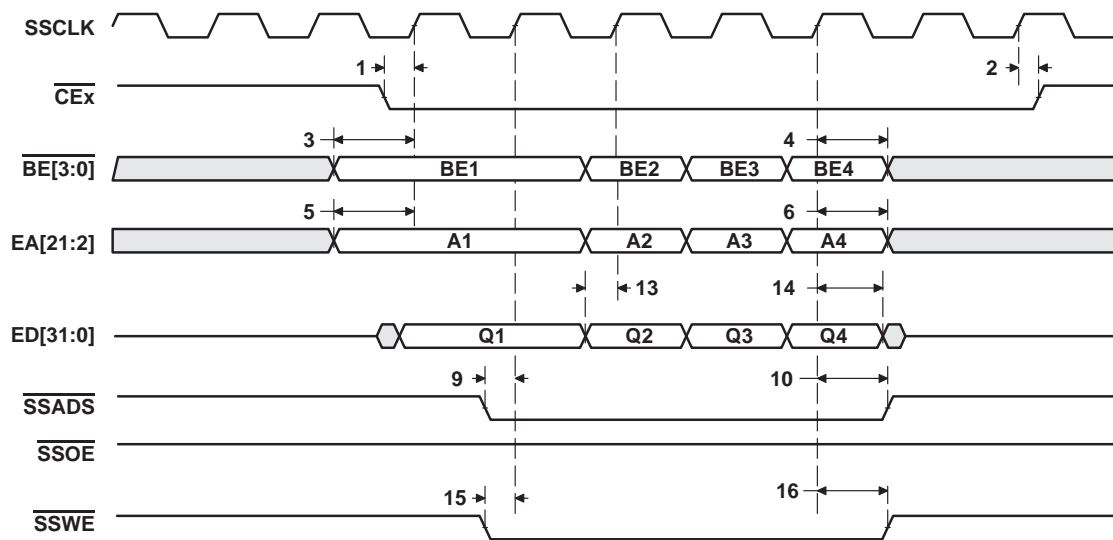 SSCLK
1
2
CEx
3
4
BE[3:0]
BE1
BE2
BE3
BE4
5
6
EA[21:2]
A1
A2
A3
A4
13
14
ED[31:0]
Q1
Q2
Q3
Q4
9
10
SSADS
SSOE
15
16
SSWE